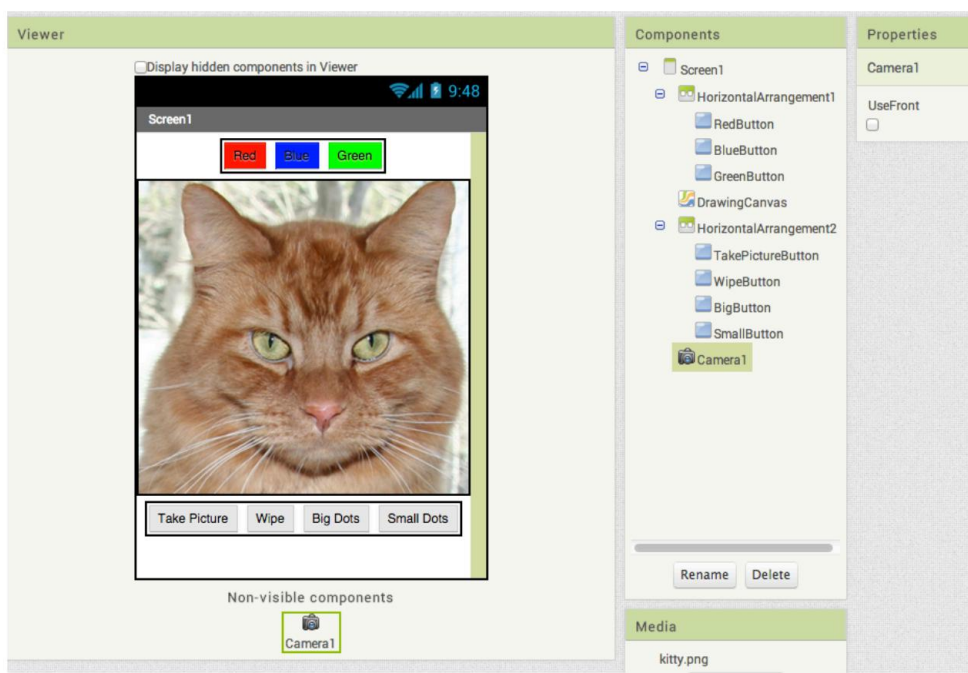 Viewer
Display hidden components in Viewer
9:48
Screen1
Red Blue Green
Take Picture Wipe Big Dots Small Dots
Non-visible components
Camera1
Components
Screen1
HorizontalArrangement1
RedButton
BlueButton
GreenButton
DrawingCanvas
HorizontalArrangement2
TakePictureButton
WipeButton
BigButton
SmallButton
Camera1
Rename Delete
Media
kitty.png
Properties
Camera1
UseFront